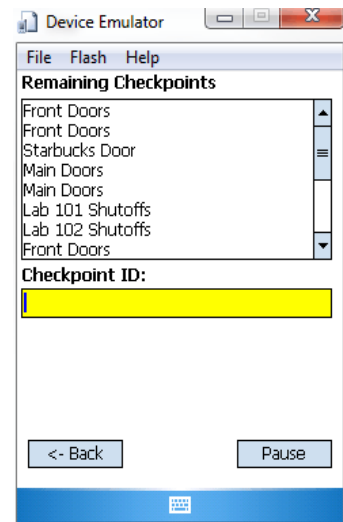 Device Emulator
File Flash Help
Remaining Checkpoints
Front Doors
Front Doors
Starbucks Door
Main Doors
Main Doors
Lab 101 Shutoffs
Lab 102 Shutoffs
Front Doors
Checkpoint ID:
<- Back Pause